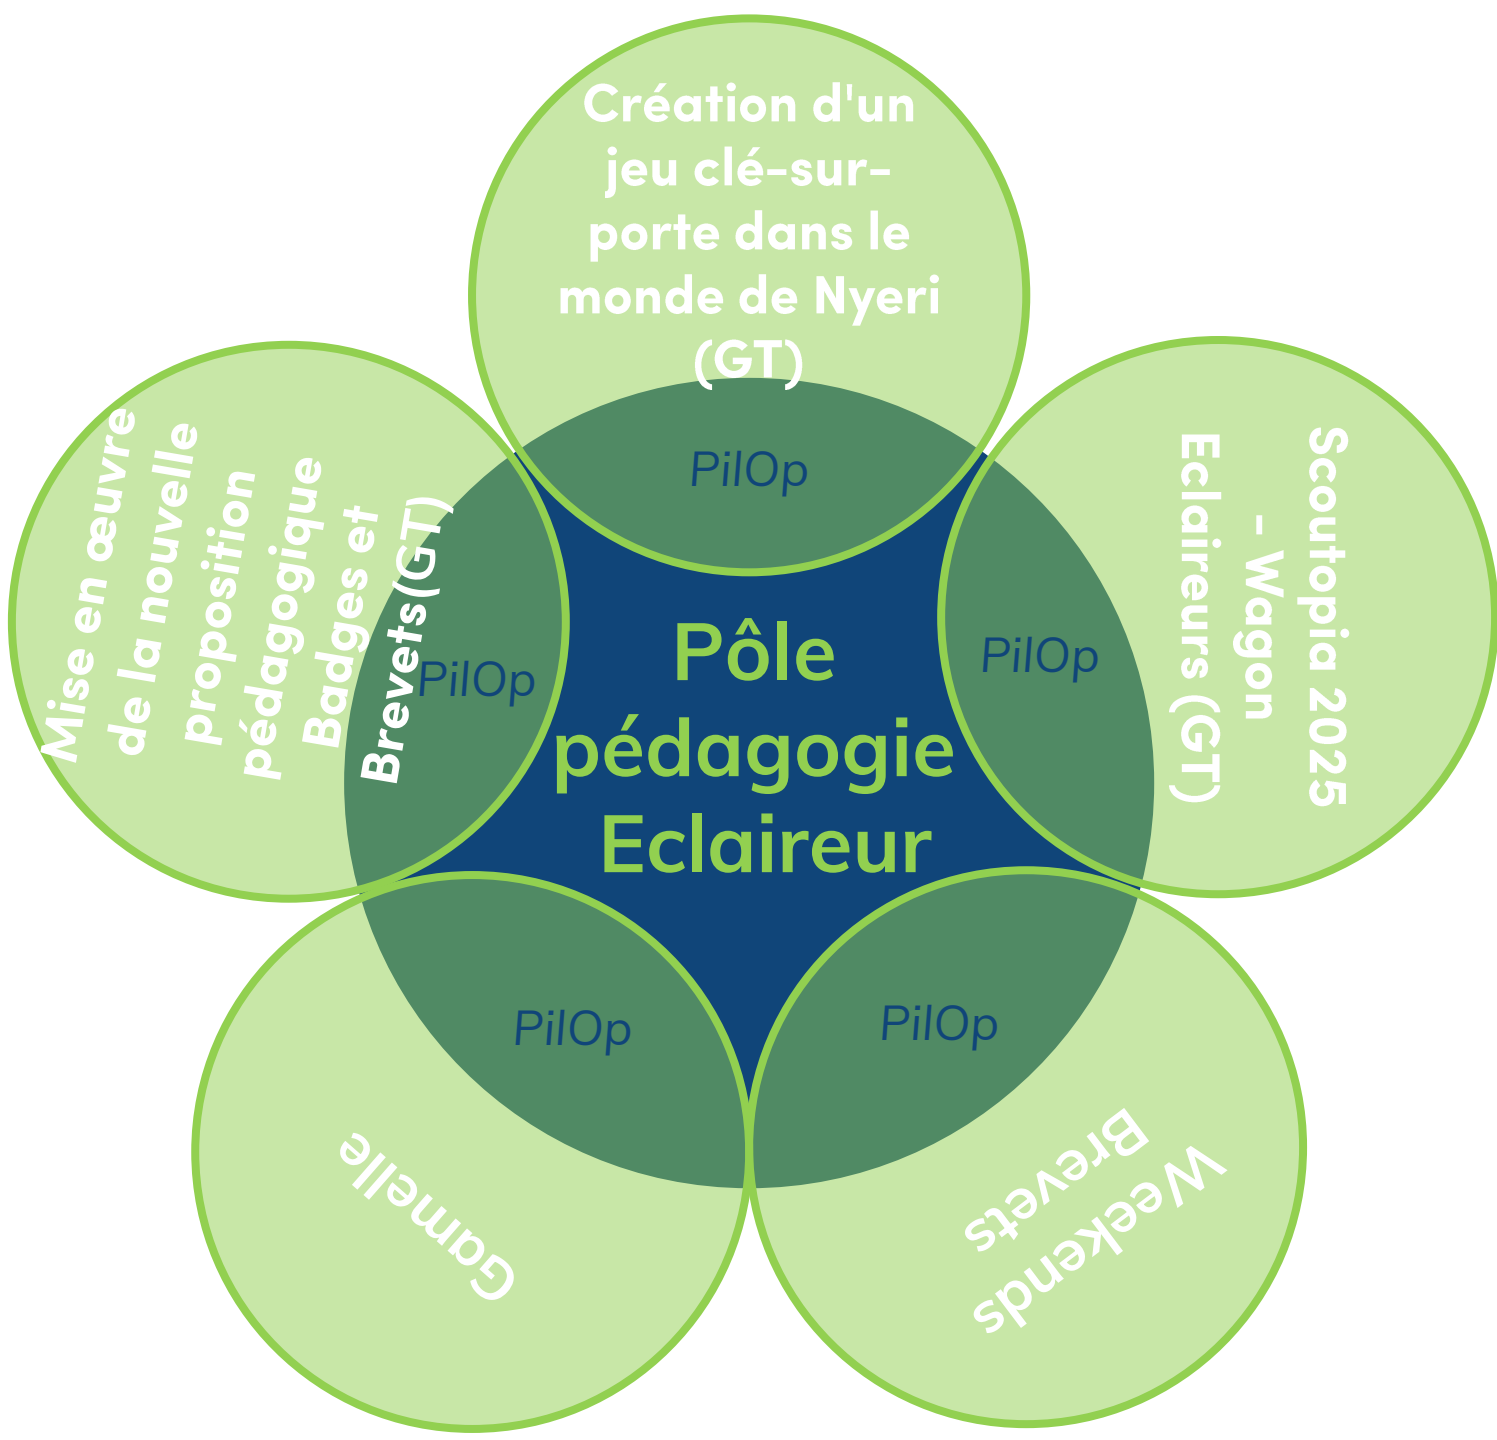 Création d'un
jeu clé-sur-
porte dans le
monde de Nyeri
(GT)
PilOp
Scoutopia 2025
- Wagon
Eclaireurs (GT)
PilOp
Weekends
Brevets
PilOp
Gamelle
PilOp
Mise en œuvre
de la nouvelle
proposition
pédagogique
Badges et
Brevets(GT)
PilOp
Pôle
pédagogie
Eclaireur